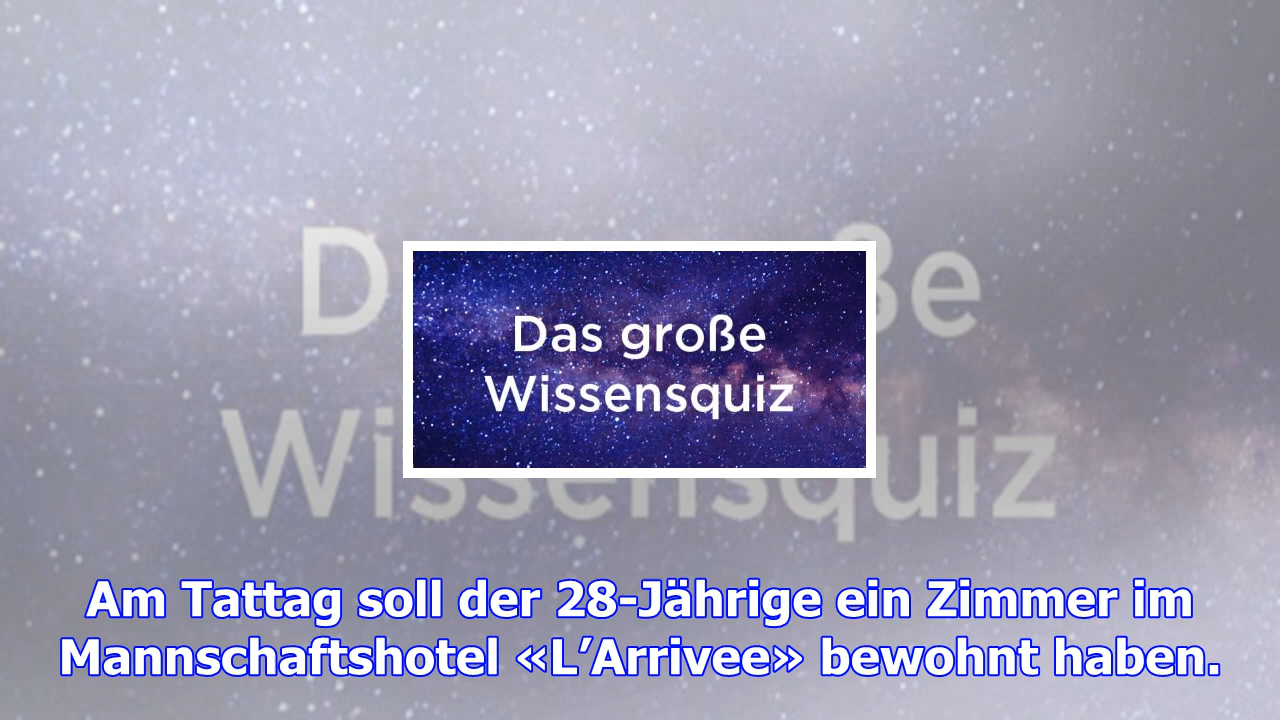 Das große
Wissensquiz
Am Tattag soll der 28-Jährige ein Zimmer im
Mannschaftshotel «L’Arrivee» bewohnt haben.